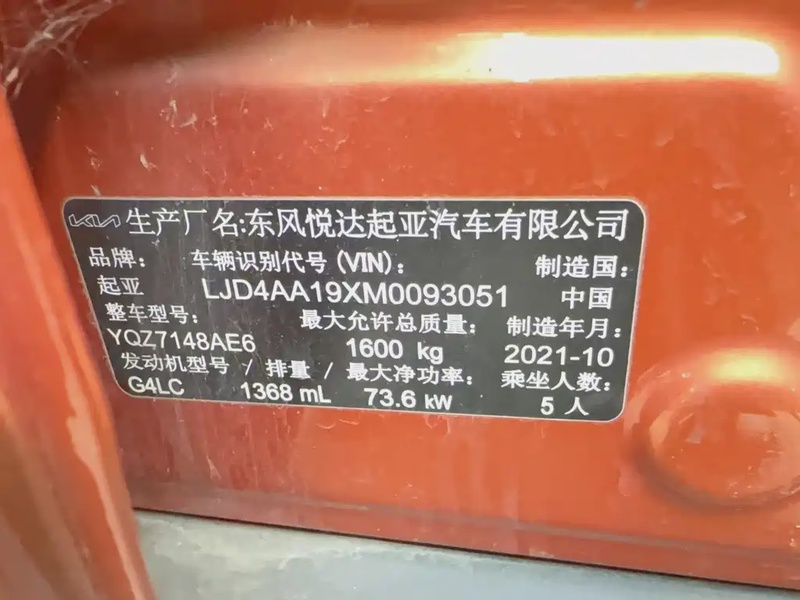 KIA 生产厂名:东风悦达起亚汽车有限公司
品牌: 车辆识别代号(VIN): 制造国:
起亚 LJD4AA19XM0093051 中国
整车型号: 最大允许总质量: 制造年月:
YQZ7148AE6 1600 kg 2021-10
发动机型号/排量/最大净功率: 乘坐人数:
G4LC 1368 mL 73.6 kW 5 人